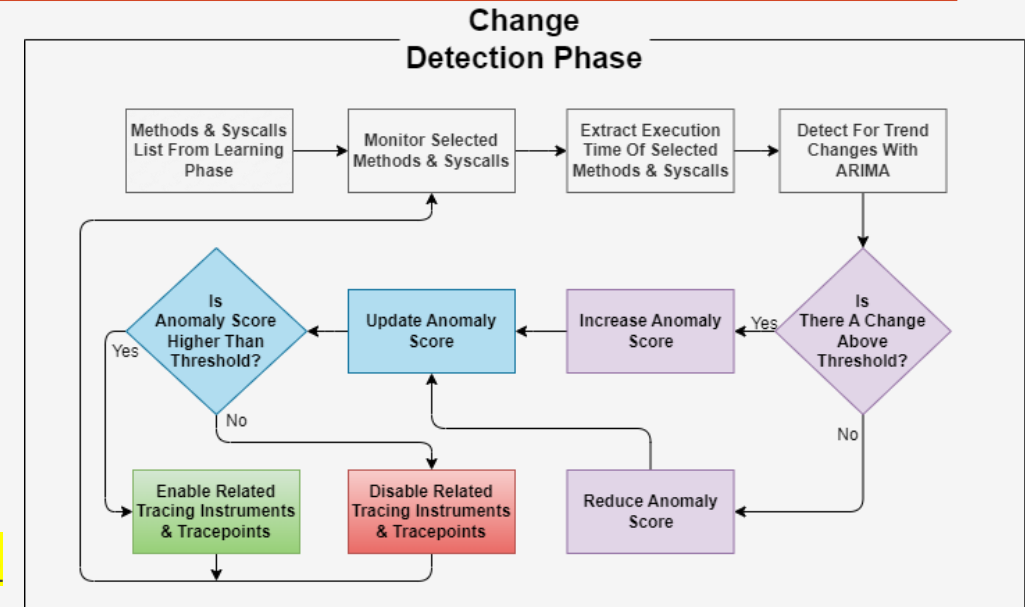 Change
Detection Phase
Methods & Syscalls
List From Learning
Phase
Monitor Selected
Methods & Syscalls
Extract Execution
Time Of Selected
Methods & Syscalls
Detect For Trend
Changes With
ARIMA
Is
Anomaly Score
Higher Than
Threshold?
Update Anomaly
Score
Increase Anomaly
Score
Yes
Is
There A Change
Above
Threshold?
Yes
No
No
Enable Related
Tracing Instruments
& Tracepoints
Disable Related
Tracing Instruments
& Tracepoints
Reduce Anomaly
Score